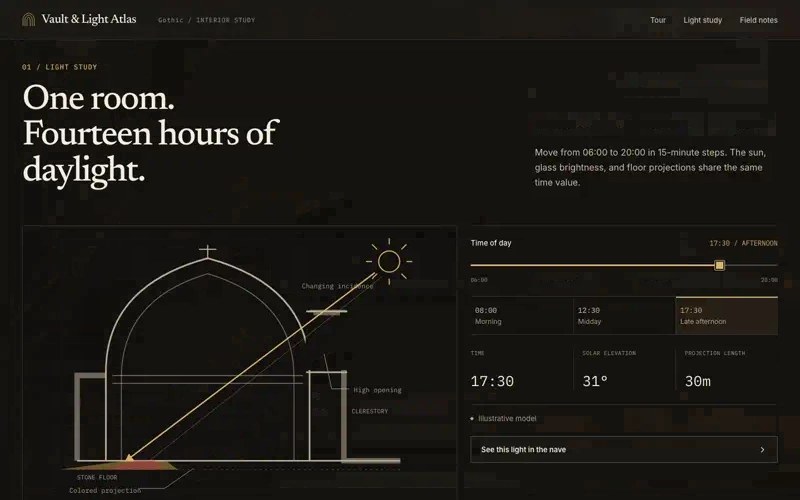 Vault & Light Atlas
Gothic / INTERIOR STUDY
Tour
Light study
Field notes
01 / LIGHT STUDY
One room.
Fourteen hours of
daylight.
Move from 06:00 to 20:00 in 15-minute steps. The sun,
glass brightness, and floor projections share the same
time value.
Changing incidence
High opening
CLERESTORY
STONE FLOOR
Colored projection
Time of day
17:30 / AFTERNOON
06:00
20:00
08:00
Morning
12:30
Midday
17:30
Late afternoon
TIME
17:30
SOLAR ELEVATION
31°
PROJECTION LENGTH
30m
Illustrative model
See this light in the nave